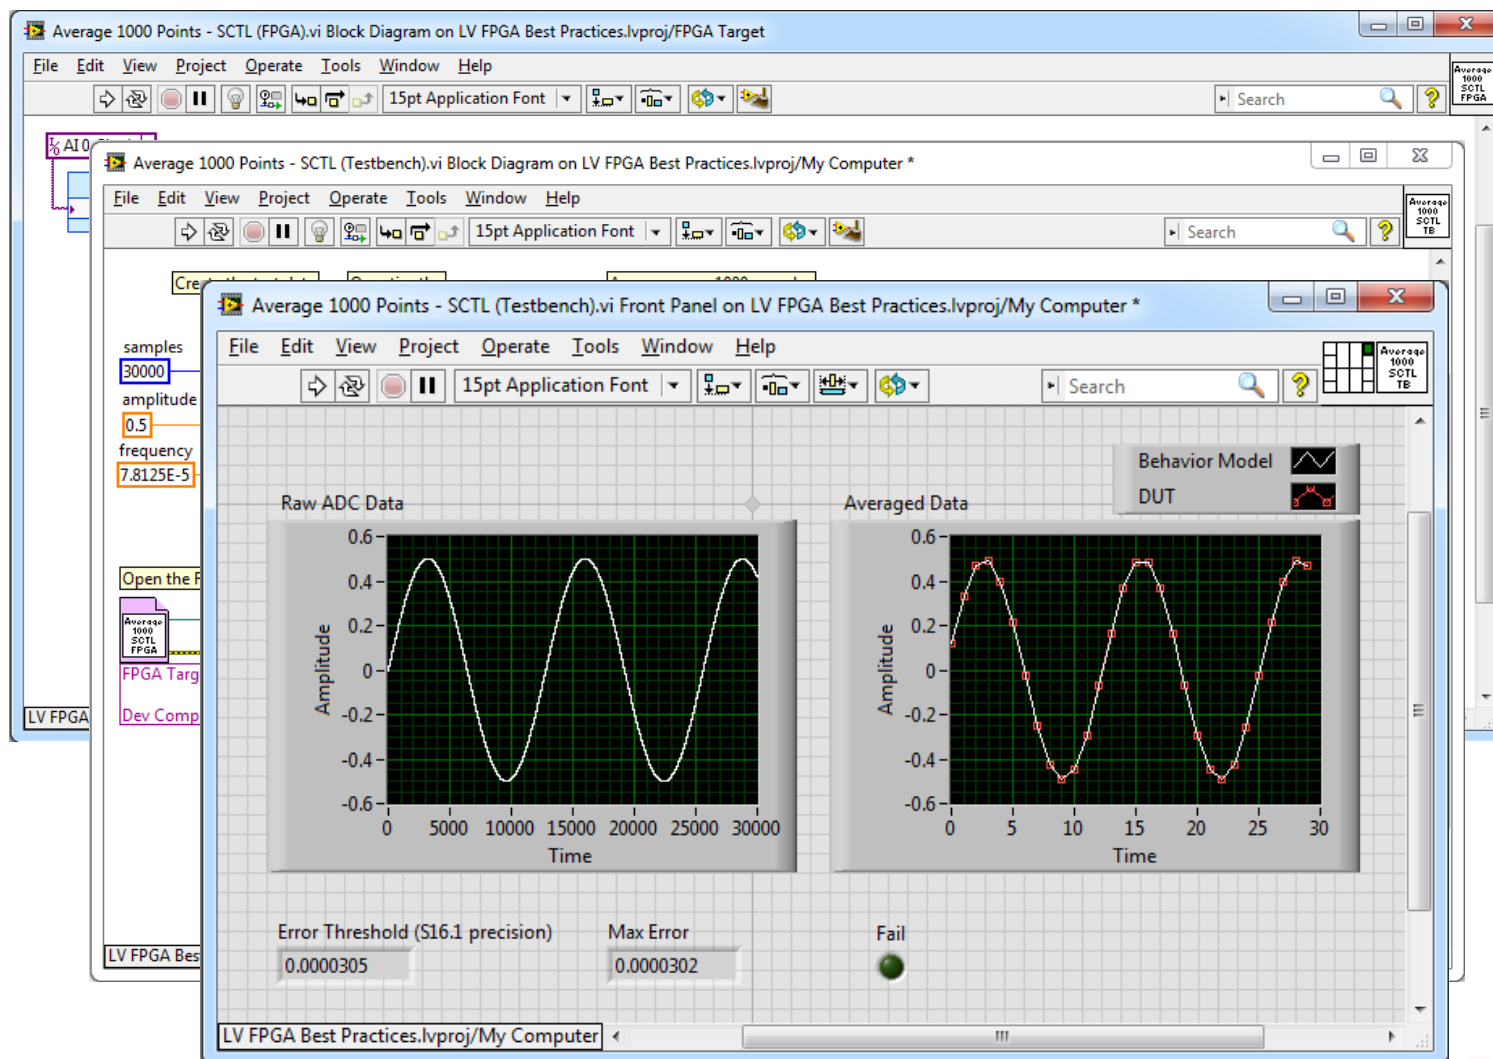 Average 1000 Points - SCTL (FPGA).vi Block Diagram on LV FPGA Best Practices.lvproj/FPGA Target
File Edit View Project Operate Tools Window Help
15pt Application Font
Search
Average
1000
SCTL
FPGA
AI 0
Average 1000 Points - SCTL (Testbench).vi Block Diagram on LV FPGA Best Practices.lvproj/My Computer *
File Edit View Project Operate Tools Window Help
15pt Application Font
Search
Average
1000
SCTL
TB
samples
30000
amplitude
0.5
frequency
7.8125E-5
Open the F
Average
1000
SCTL
FPGA
FPGA Targ
Dev Comp
LV FPGA
LV FPGA Bes
Average 1000 Points - SCTL (Testbench).vi Front Panel on LV FPGA Best Practices.lvproj/My Computer *
File Edit View Project Operate Tools Window Help
15pt Application Font
Search
Average
1000
SCTL
TB
Behavior Model
DUT
Raw ADC Data
0.6
0.4
0.2
0
-0.2
-0.4
-0.6
Amplitude
0 5000 10000 15000 20000 25000 30000
Time
Averaged Data
0.6
0.4
0.2
0
-0.2
-0.4
-0.6
Amplitude
0 5 10 15 20 25 30
Time
Error Threshold (S16.1 precision)
0.0000305
Max Error
0.0000302
Fail
LV FPGA Best Practices.lvproj/My Computer